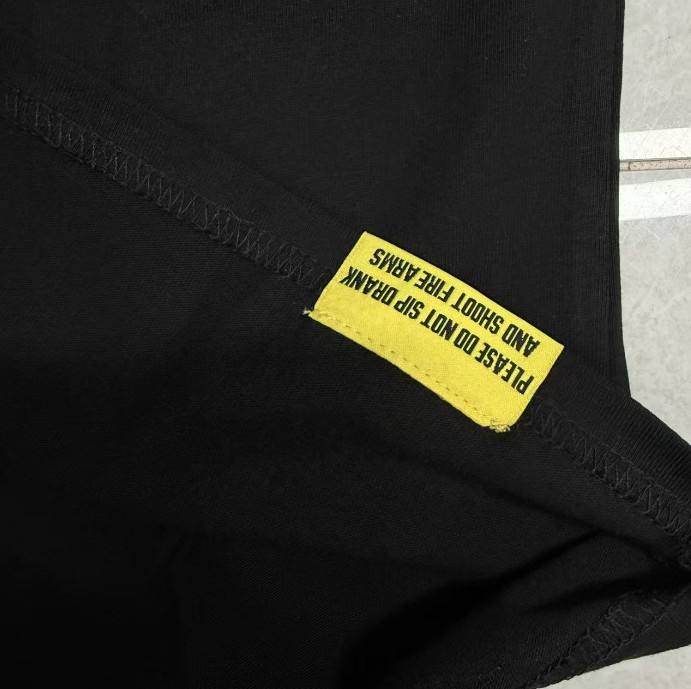 PLEASE DO NOT SIP DRANK
AND SHOOT FIRE ARMS